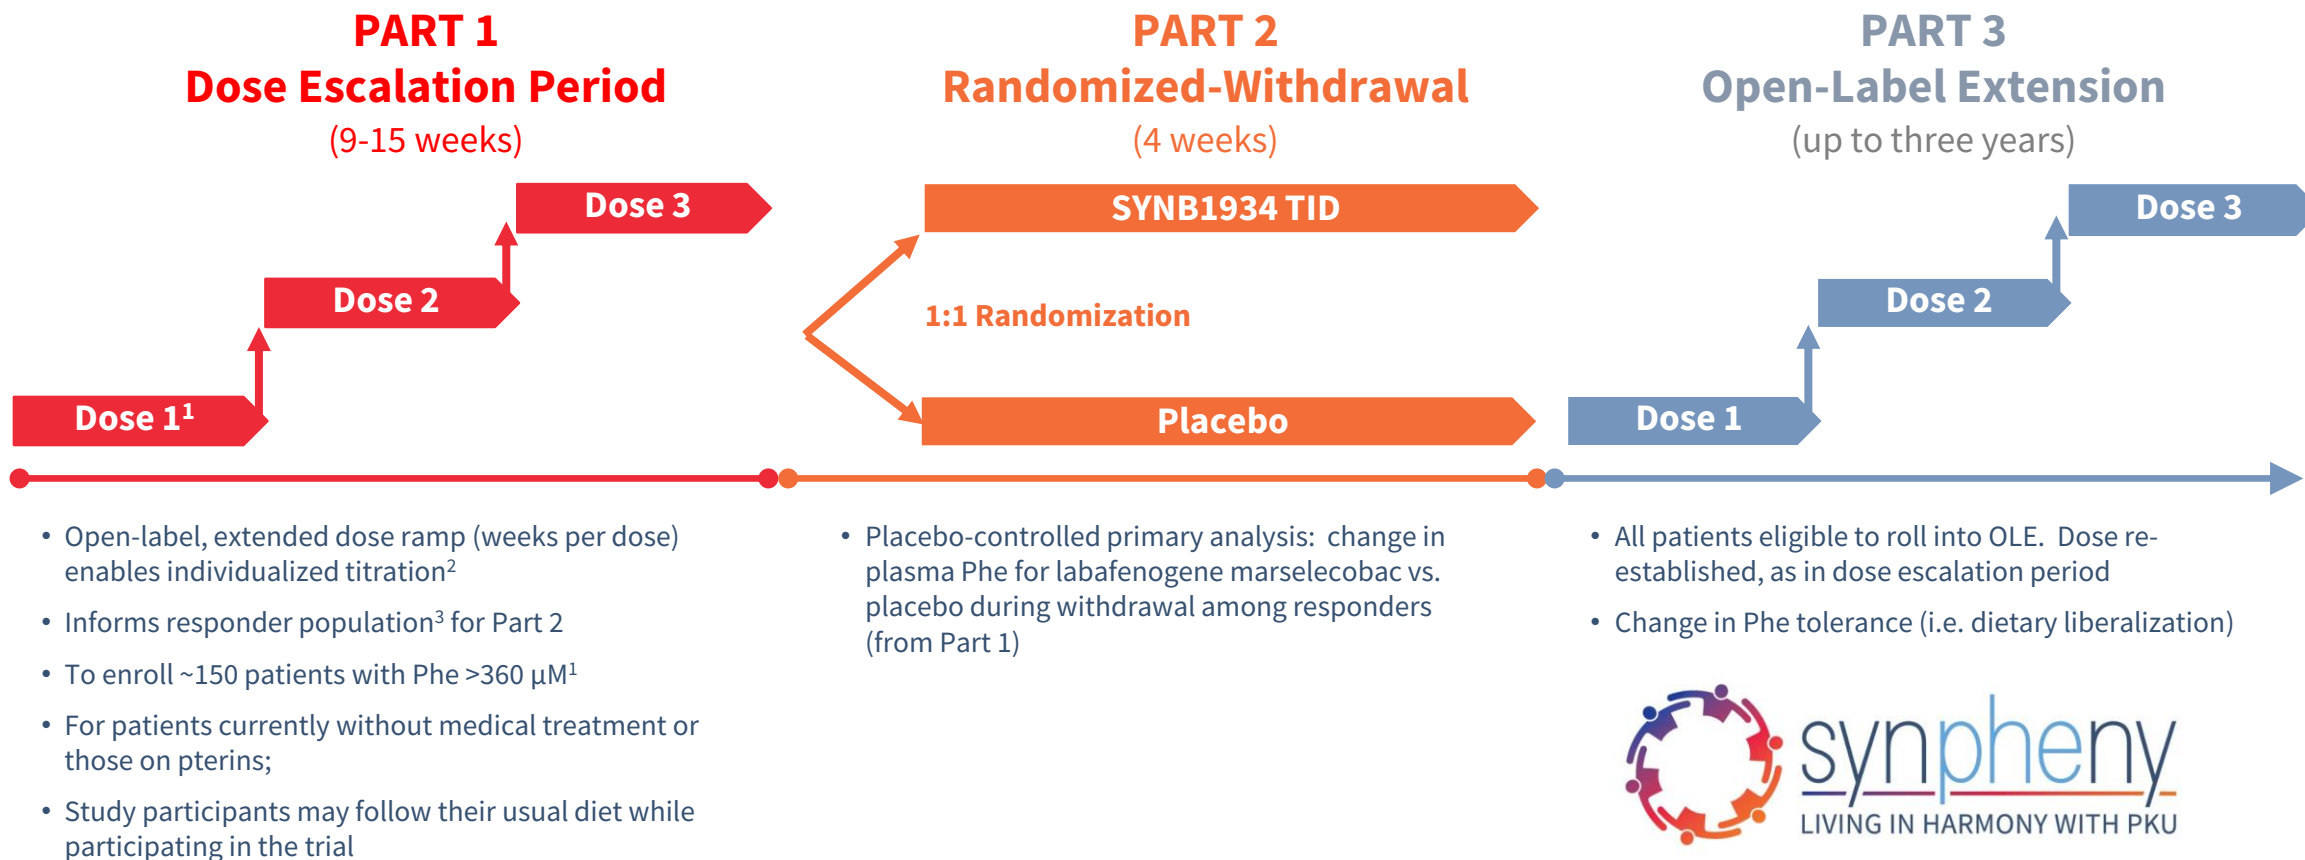 PART 1
Dose Escalation Period
(9-15 weeks)
Dose 1¹
Dose 2
Dose 3
• Open-label, extended dose ramp (weeks per dose)
enables individualized titration²
• Informs responder population³ for Part 2
• To enroll ~150 patients with Phe >360 µM¹
• For patients currently without medical treatment or
those on pterins;
• Study participants may follow their usual diet while
participating in the trial
PART 2
Randomized-Withdrawal
(4 weeks)
SYNB1934 TID
1:1 Randomization
Placebo
• Placebo-controlled primary analysis:  change in
plasma Phe for labafenogene marselecobac vs.
placebo during withdrawal among responders
(from Part 1)
PART 3
Open-Label Extension
(up to three years)
Dose 1
Dose 2
Dose 3
• All patients eligible to roll into OLE.  Dose re-
established, as in dose escalation period
• Change in Phe tolerance (i.e. dietary liberalization)
synpheny
LIVING IN HARMONY WITH PKU